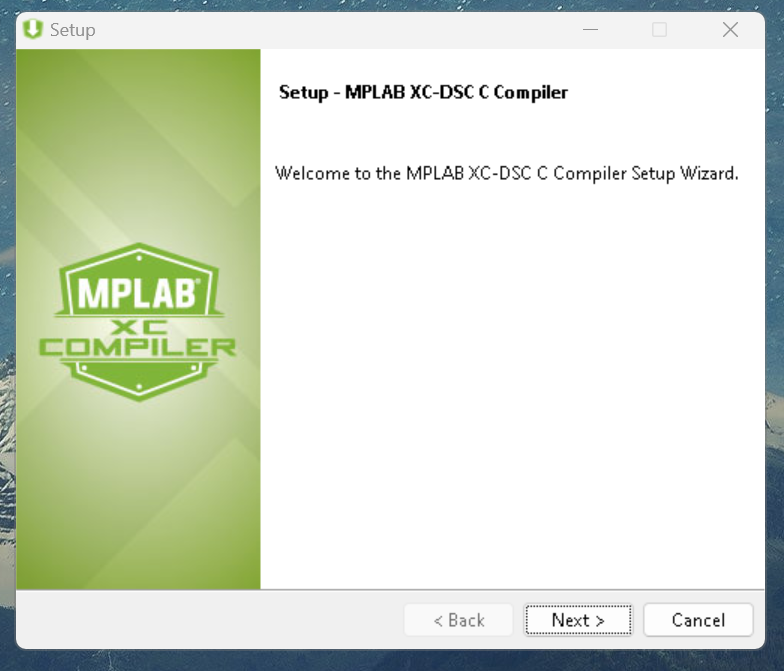 Setup
Setup - MPLAB XC-DSC C Compiler
Welcome to the MPLAB XC-DSC C Compiler Setup Wizard.
MPLAB®
XC
COMPILER
< Back
Next >
Cancel